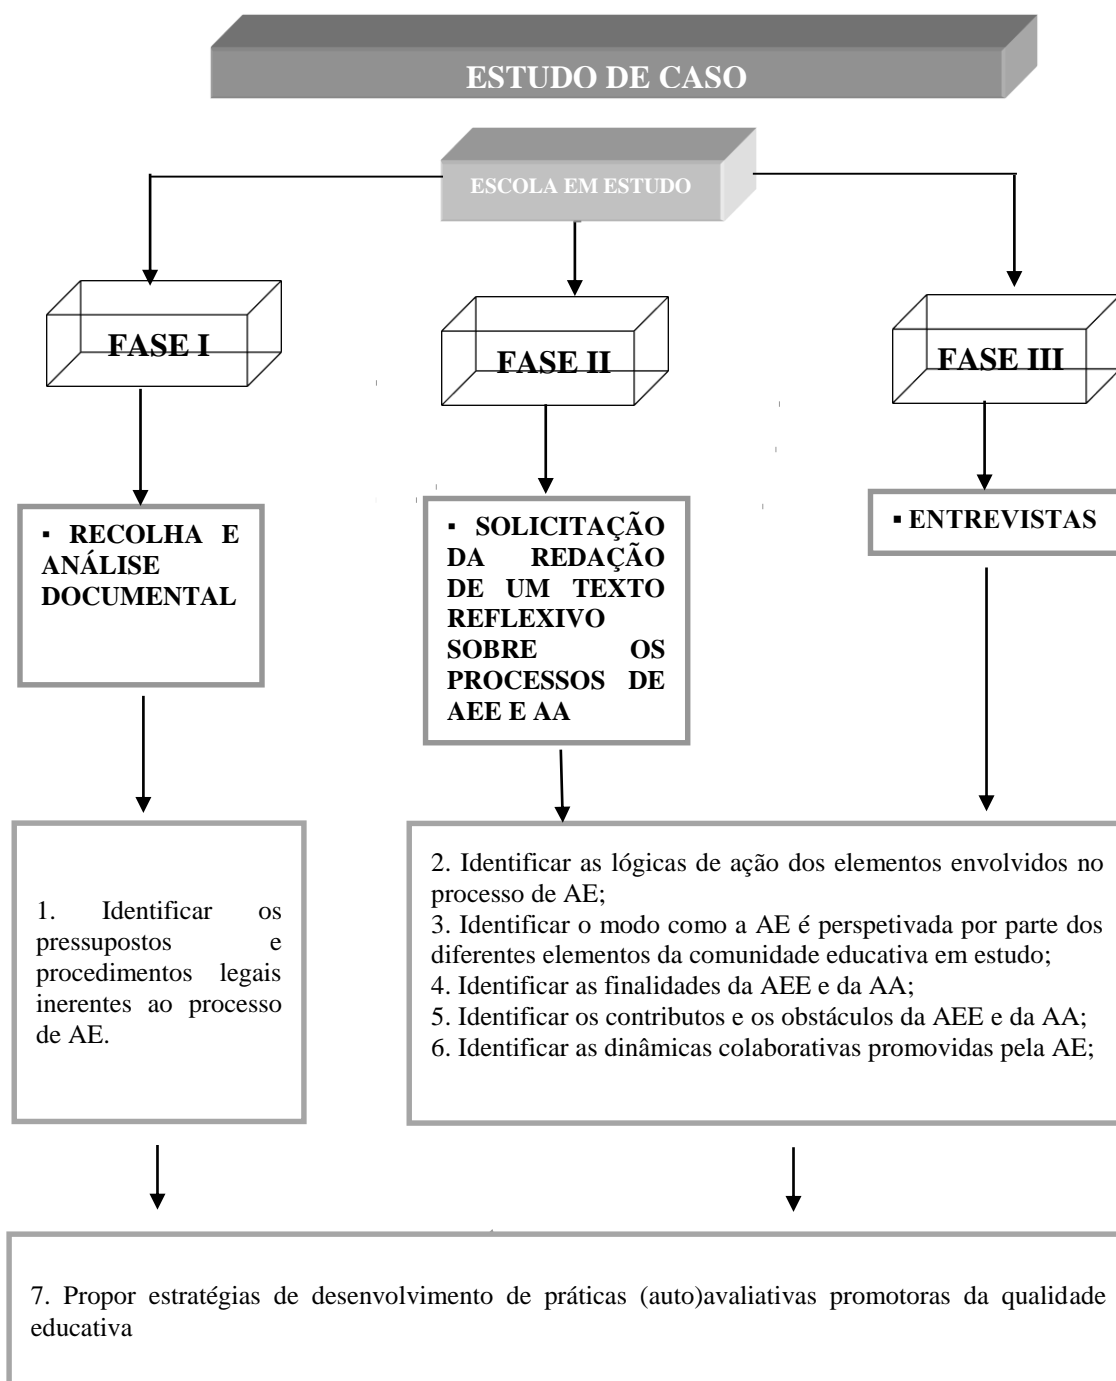 ESTUDO DE CASO
ESCOLA EM ESTUDO
FASE I
FASE II
FASE III
▪ RECOLHA E
ANÁLISE
DOCUMENTAL
▪ SOLICITAÇÃO
DA REDAÇÃO
DE UM TEXTO
REFLEXIVO
SOBRE OS
PROCESSOS DE
AEE E AA
▪ ENTREVISTAS
1. Identificar os
pressupostos e
procedimentos legais
inerentes ao processo
de AE.
2. Identificar as lógicas de ação dos elementos envolvidos no
processo de AE;
3. Identificar o modo como a AE é perspetivada por parte dos
diferentes elementos da comunidade educativa em estudo;
4. Identificar as finalidades da AEE e da AA;
5. Identificar os contributos e os obstáculos da AEE e da AA;
6. Identificar as dinâmicas colaborativas promovidas pela AE;
7. Propor estratégias de desenvolvimento de práticas (auto)avaliativas promotoras da qualidade
educativa